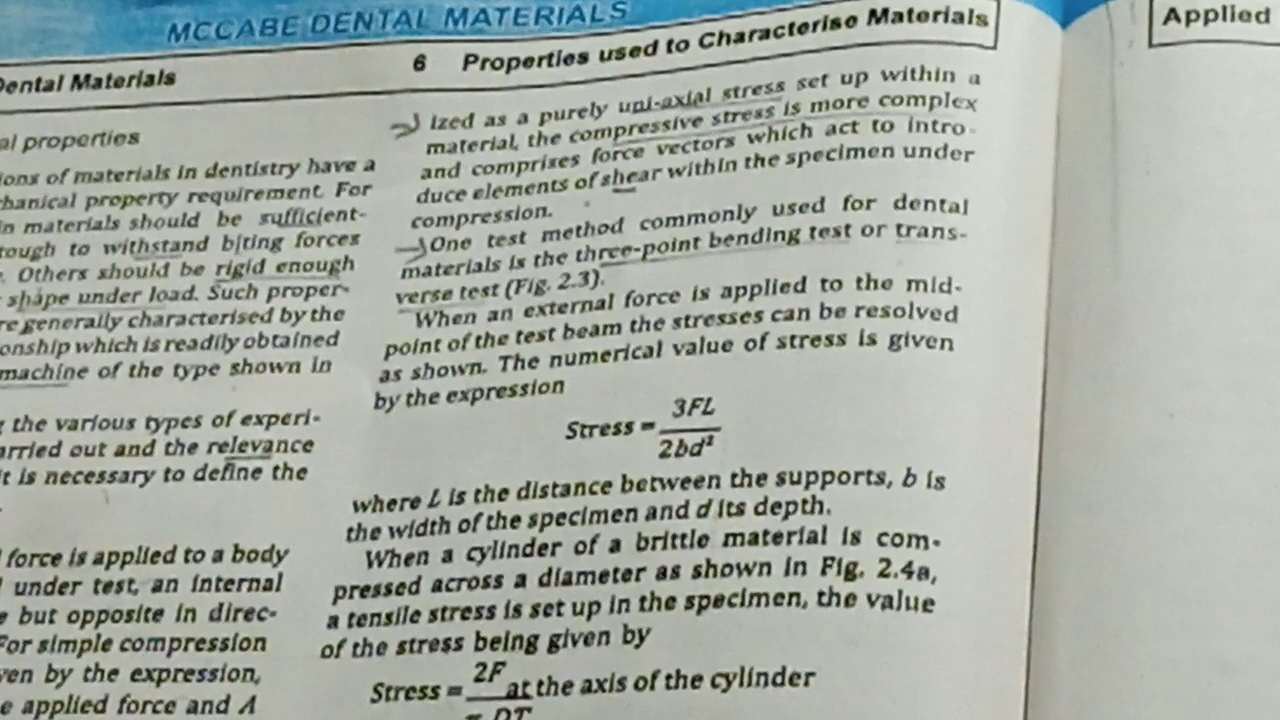 MCCABE DENTAL MATERIALS
Dental Materials
al properties
ions of materials in dentistry have a
hanical property requirement. For
in materials should be sufficient-
tough to withstand biting forces
. Others should be rigid enough
shape under load. Such proper-
re generally characterised by the
onship which is readily obtained
machine of the type shown in
the various types of experi-
arried out and the relevance
it is necessary to define the
force is applied to a body
under test, an internal
e but opposite in direc-
For simple compression
ven by the expression,
e applied force and A
6 Properties used to Characterise Materials
ized as a purely uni-axial stress set up within a
material, the compressive stress is more complex
and comprises force vectors which act to intro-
duce elements of shear within the specimen under
compression.
One test method commonly used for dental
materials is the three-point bending test or trans-
verse test (Fig. 2.3).
When an external force is applied to the mid-
point of the test beam the stresses can be resolved
as shown. The numerical value of stress is given
by the expression
Stress = 3FL
2bd²
where L is the distance between the supports, b is
the width of the specimen and d its depth.
When a cylinder of a brittle material is com-
pressed across a diameter as shown in Fig. 2.4a,
a tensile stress is set up in the specimen, the value
of the stress being given by
Stress = 2F at the axis of the cylinder
DT
Applied